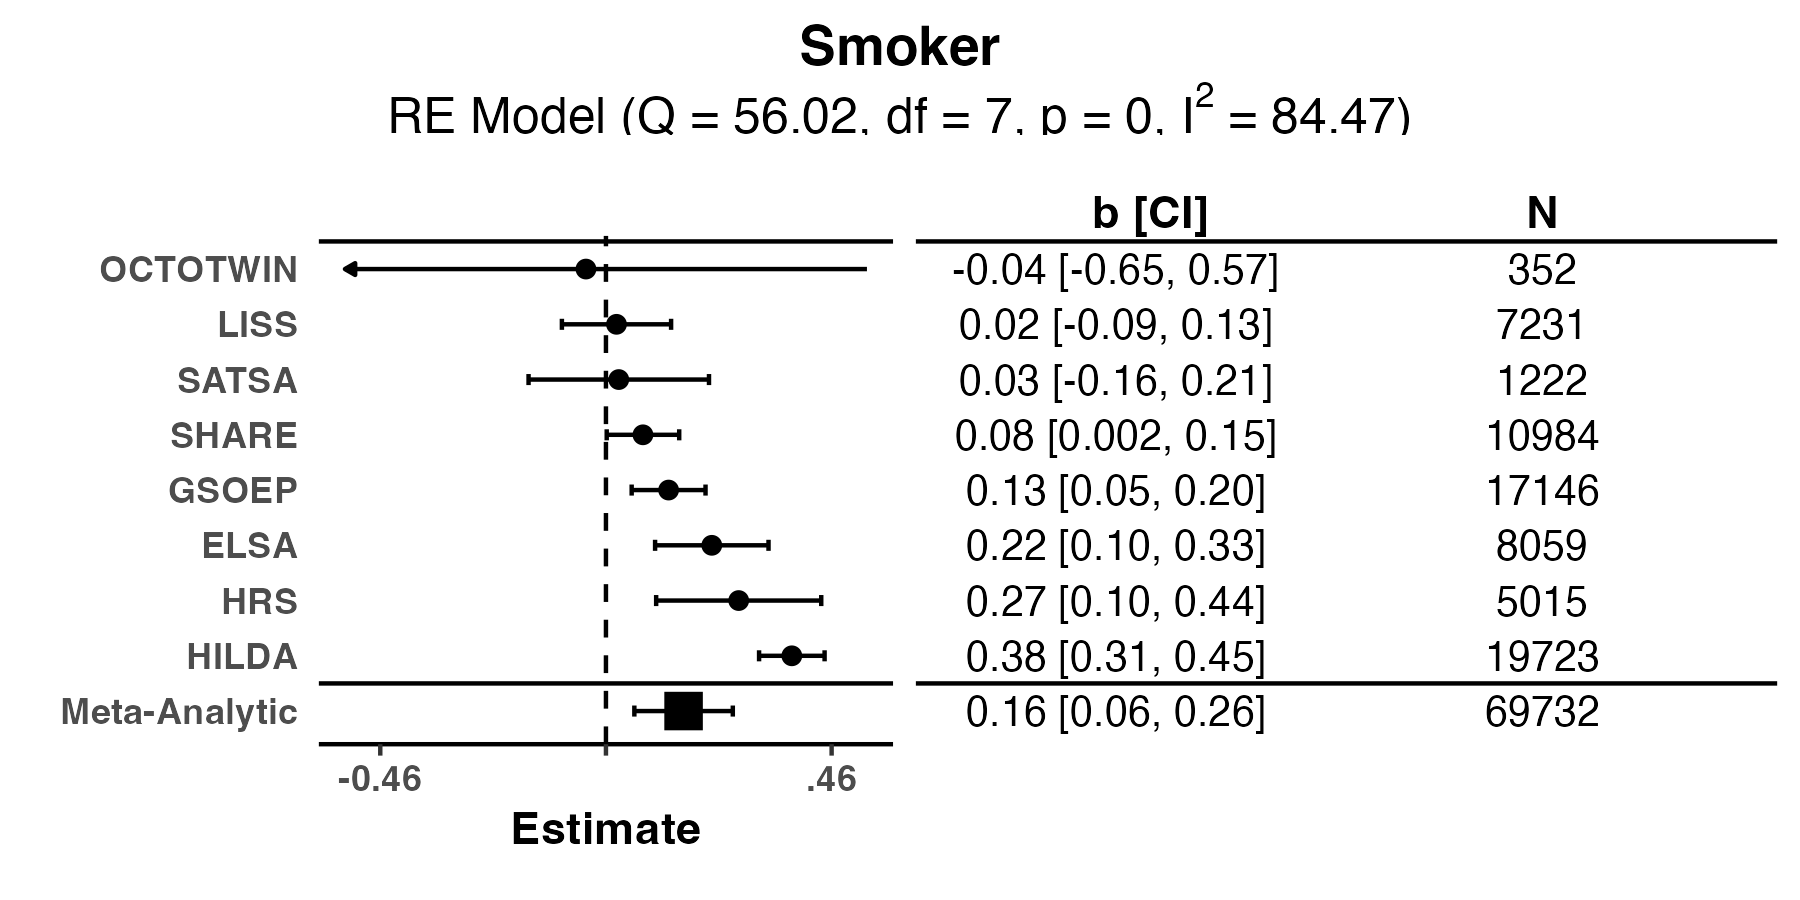 Smoker
RE Model (Q = 56.02, df = 7, p = 0, I² = 84.47)
b [CI] N
OCTOTWIN -0.04 [-0.65, 0.57] 352
LISS 0.02 [-0.09, 0.13] 7231
SATSA 0.03 [-0.16, 0.21] 1222
SHARE 0.08 [0.002, 0.15] 10984
GSOEP 0.13 [0.05, 0.20] 17146
ELSA 0.22 [0.10, 0.33] 8059
HRS 0.27 [0.10, 0.44] 5015
HILDA 0.38 [0.31, 0.45] 19723
Meta-Analytic 0.16 [0.06, 0.26] 69732
-0.46 .46
Estimate